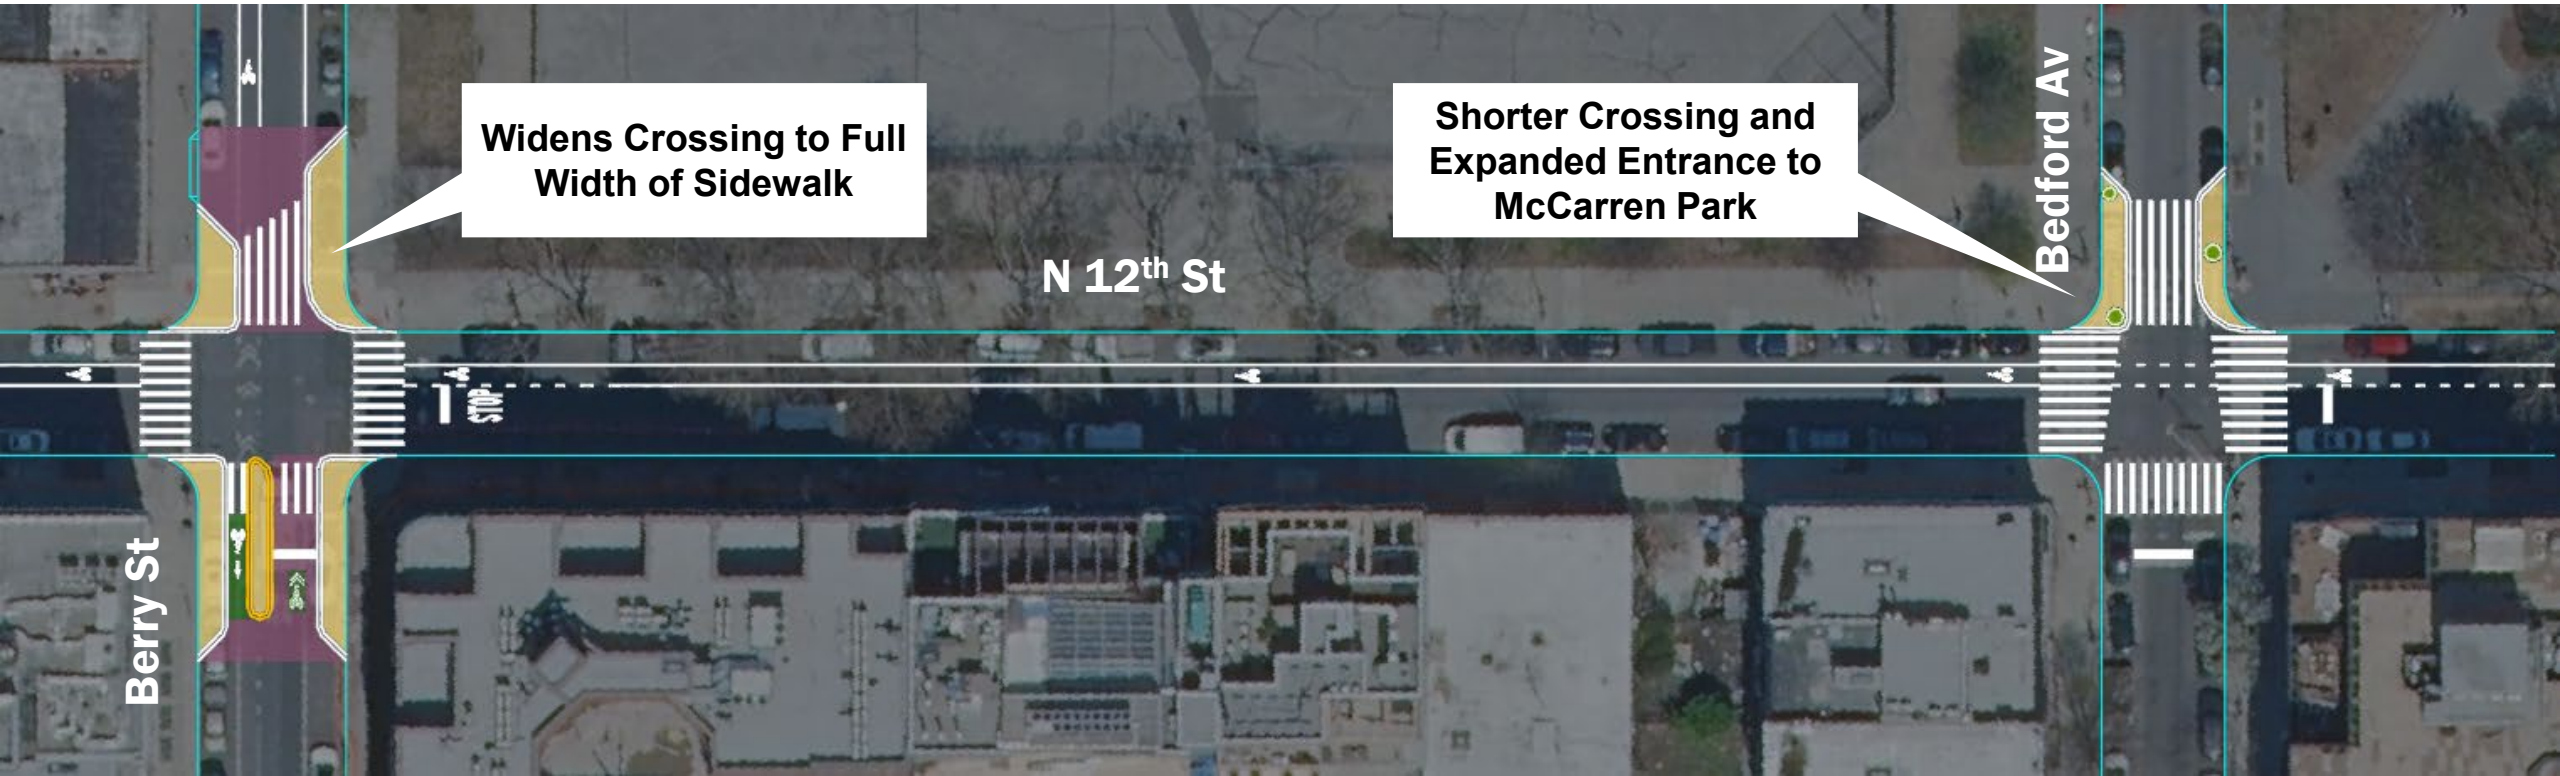 Widens Crossing to Full
Width of Sidewalk
Shorter Crossing and
Expanded Entrance to
McCarren Park
Bedford Av
N 12th St
STOP
Berry St